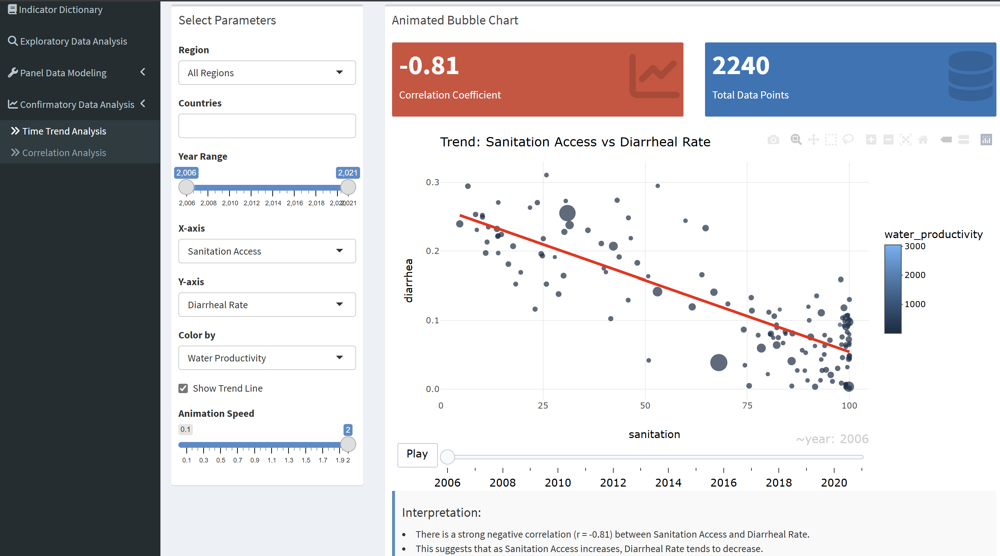 Indicator Dictionary
Exploratory Data Analysis
Panel Data Modeling
Confirmatory Data Analysis
Time Trend Analysis
Correlation Analysis
Select Parameters
Region
All Regions
Countries
Year Range
2,006 2,021
2,006 2,008 2,010 2,012 2,014 2,016 2,018 2,020 2,021
X-axis
Sanitation Access
Y-axis
Diarrheal Rate
Color by
Water Productivity
Show Trend Line
Animation Speed
0.1 2
0.1 0.3 0.5 0.7 0.9 1.1 1.3 1.5 1.7 1.9 2
Animated Bubble Chart
-0.81
Correlation Coefficient
2240
Total Data Points
Trend: Sanitation Access vs Diarrheal Rate
0.3
0.2
0.1
0.0
diarrhea
0 25 50 75 100
sanitation
water_productivity
3000
2000
1000
~year: 2006
Play
2006 2008 2010 2012 2014 2016 2018 2020
Interpretation:
• There is a strong negative correlation (r = -0.81) between Sanitation Access and Diarrheal Rate.
• This suggests that as Sanitation Access increases, Diarrheal Rate tends to decrease.